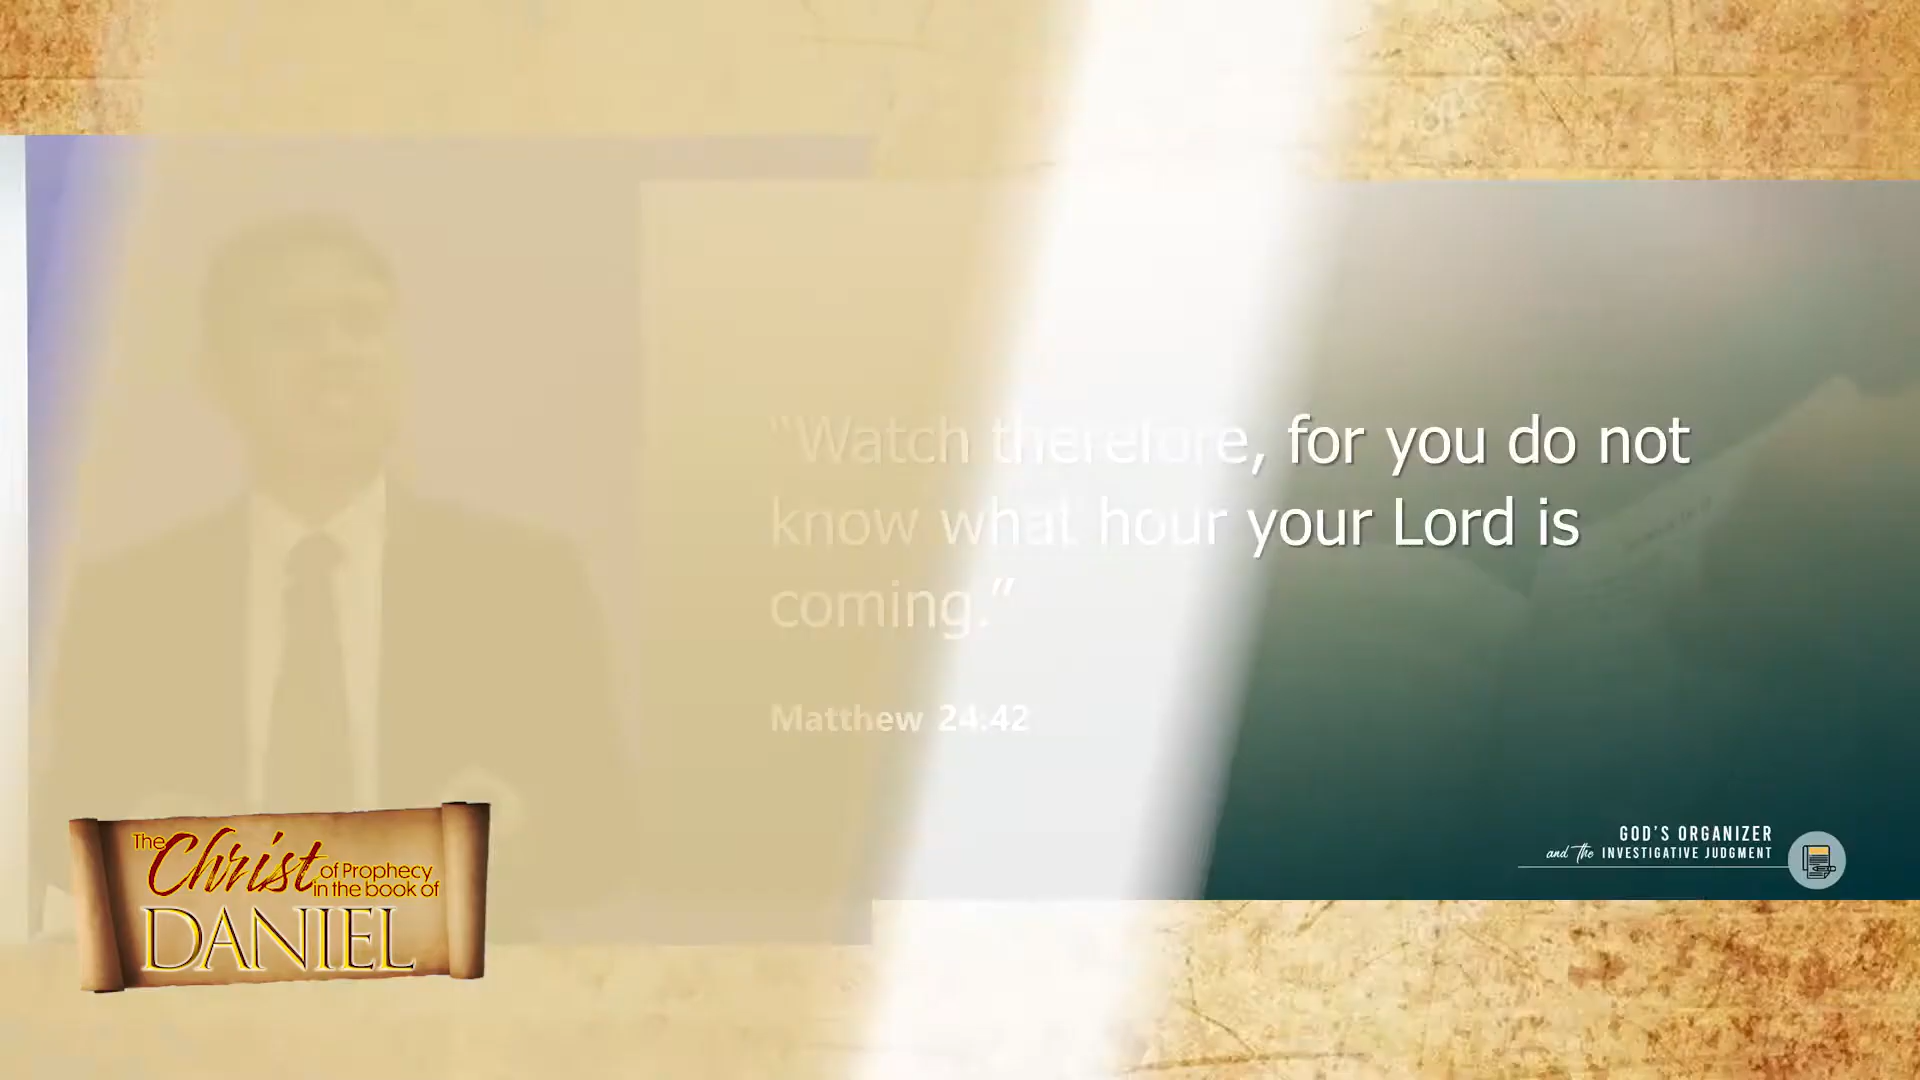 “Watch therefore, for you do not
know what hour your Lord is
coming.”
Matthew 24:42
GOD'S ORGANIZER
and The INVESTIGATIVE JUDGMENT
The Christ of Prophecy
in the book of
DANIEL